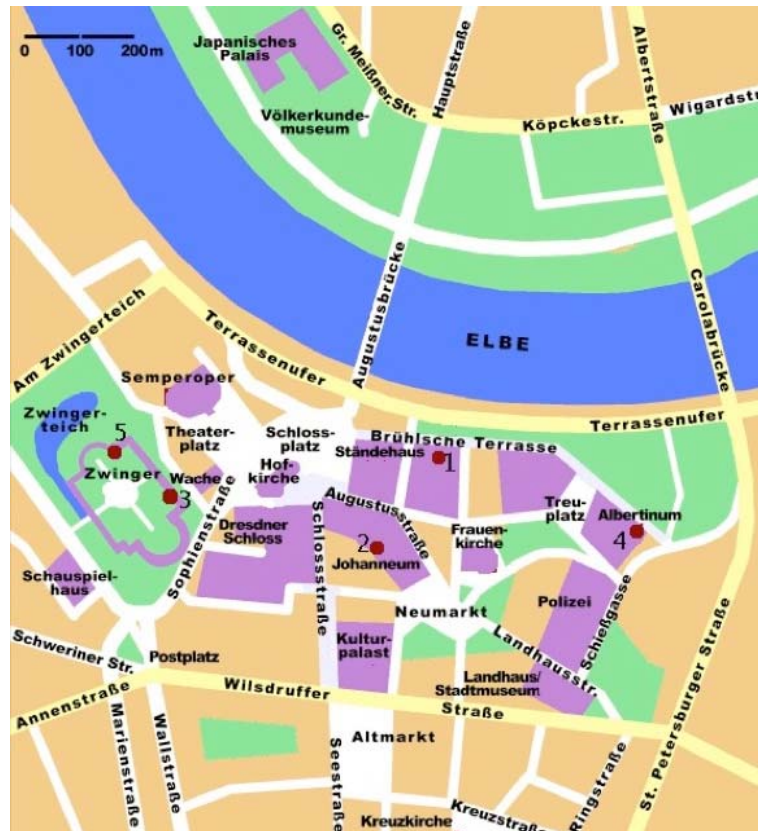 0 100 200m
Japanisches
Palais
Gr. Meißner Str.
Hauptstraße
Albertstraße
Völkerkunde-
museum
Köpckestr.
Wigardstr
Augustusbrücke
Carolabrücke
ELBE
Am Zwingerteich
Terrassenufer
Semperoper
Zwinger-
teich
5
Theater-
platz
Schloss-
platz
Terrassenufer
Brühlsche Terrasse
Ständehaus
1
Zwinger
Wache
3
Hof-
kirche
Sophienstraße
Dresdner
Schloss
Schlossstraße
Augustusstraße
2
Johanneum
Frauen-
kirche
Treu-
platz
Albertinum
4
Schauspiel-
haus
Neumarkt
Polizei
Schießgasse
Kultur-
palast
Landhausstr.
Landhaus/
Stadtmuseum
Schweriner Str.
Postplatz
Annenstraße
Wilsdruffer
Straße
Marienstraße
Wallstraße
Altmarkt
Seestraße
Kreuzkirche
Kreuzstraße
Ringstraße
St. Petersburger Straße